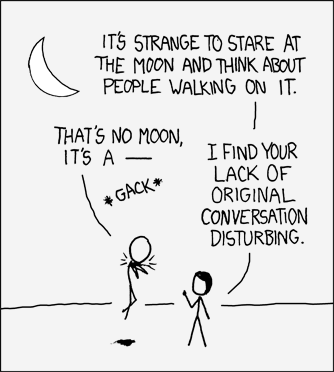 IT'S STRANGE TO STARE AT
THE MOON AND THINK ABOUT
PEOPLE WALKING ON IT.
THAT'S NO MOON,
IT'S A —
*GACK*
I FIND YOUR
LACK OF
ORIGINAL
CONVERSATION
DISTURBING.